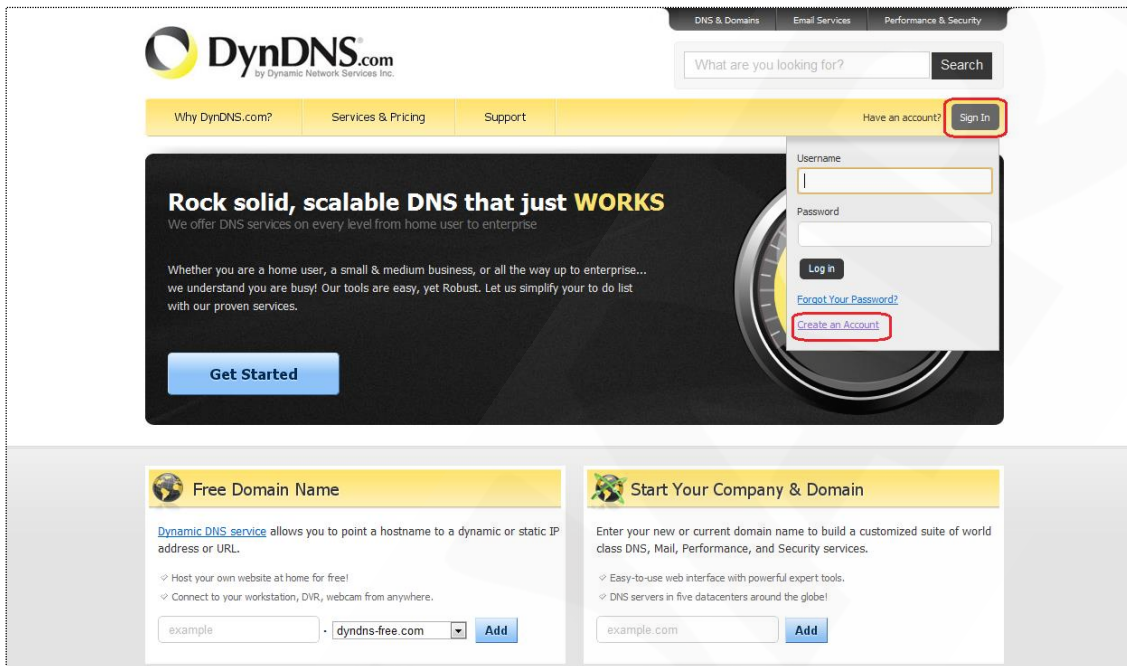 DNS & Domains Email Services Performance & Security
DynDNS.com
by Dynamic Network Services Inc.
What are you looking for? Search
Why DynDNS.com? Services & Pricing Support Have an account? Sign In
Username
Password
Log in
Forgot Your Password?
Create an Account
Rock solid, scalable DNS that just WORKS
We offer DNS services on every level from home user to enterprise
Whether you are a home user, a small & medium business, or all the way up to enterprise...
we understand you are busy! Our tools are easy, yet Robust. Let us simplify your to do list
with our proven services.
Get Started
Free Domain Name
Dynamic DNS service allows you to point a hostname to a dynamic or static IP
address or URL.
Host your own website at home for free!
Connect to your workstation, DVR, webcam from anywhere.
example . dyndns-free.com Add
Start Your Company & Domain
Enter your new or current domain name to build a customized suite of world
class DNS, Mail, Performance, and Security services.
Easy-to-use web interface with powerful expert tools.
DNS servers in five datacenters around the globe!
example.com Add